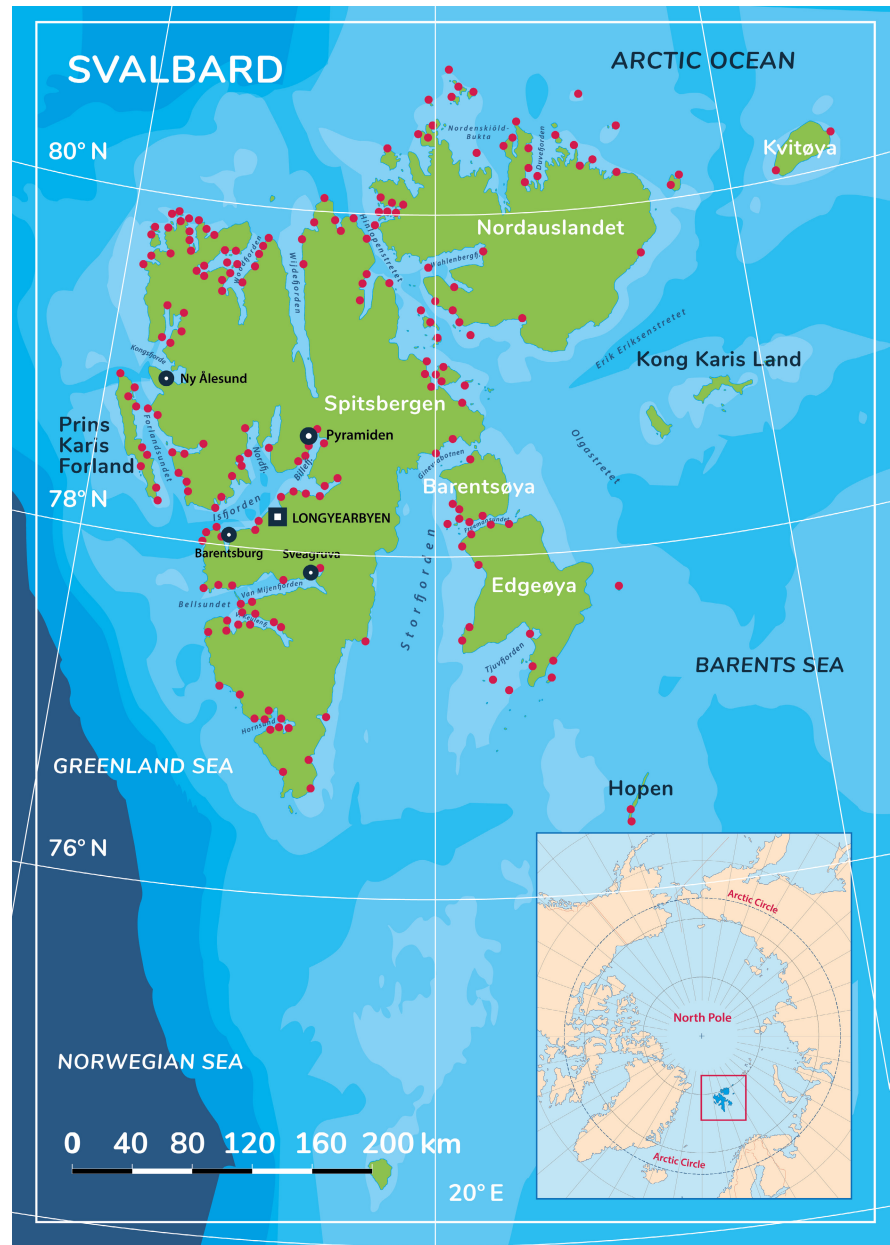 SVALBARD
ARCTIC OCEAN
80° N
Nordenskiöld-
Bukta
Duvefjorden
Kvitøya
Nordauslandet
Hinlopenstretet
Woodfjorden
Wijdefjorden
Wahlenbergfj.
Erik Eriksenstretet
Kongsfjorde
Kong Karis Land
Ny Ålesund
Spitsbergen
Prins
Karis
Forland
Forlandsundet
Pyramiden
Nordfj.
Billefj.
Olgastretet
Barentsøya
78° N
Isfjorden
LONGYEARBYEN
Barentsburg
Sveagruva
Storfjorden
Edgeøya
Van Mijenfjorden
Bellsundet
Tjuvfjorden
BARENTS SEA
Hornsund
GREENLAND SEA
Hopen
76° N
Arctic Circle
North Pole
NORWEGIAN SEA
0 40 80 120 160 200 km
Arctic Circle
20° E